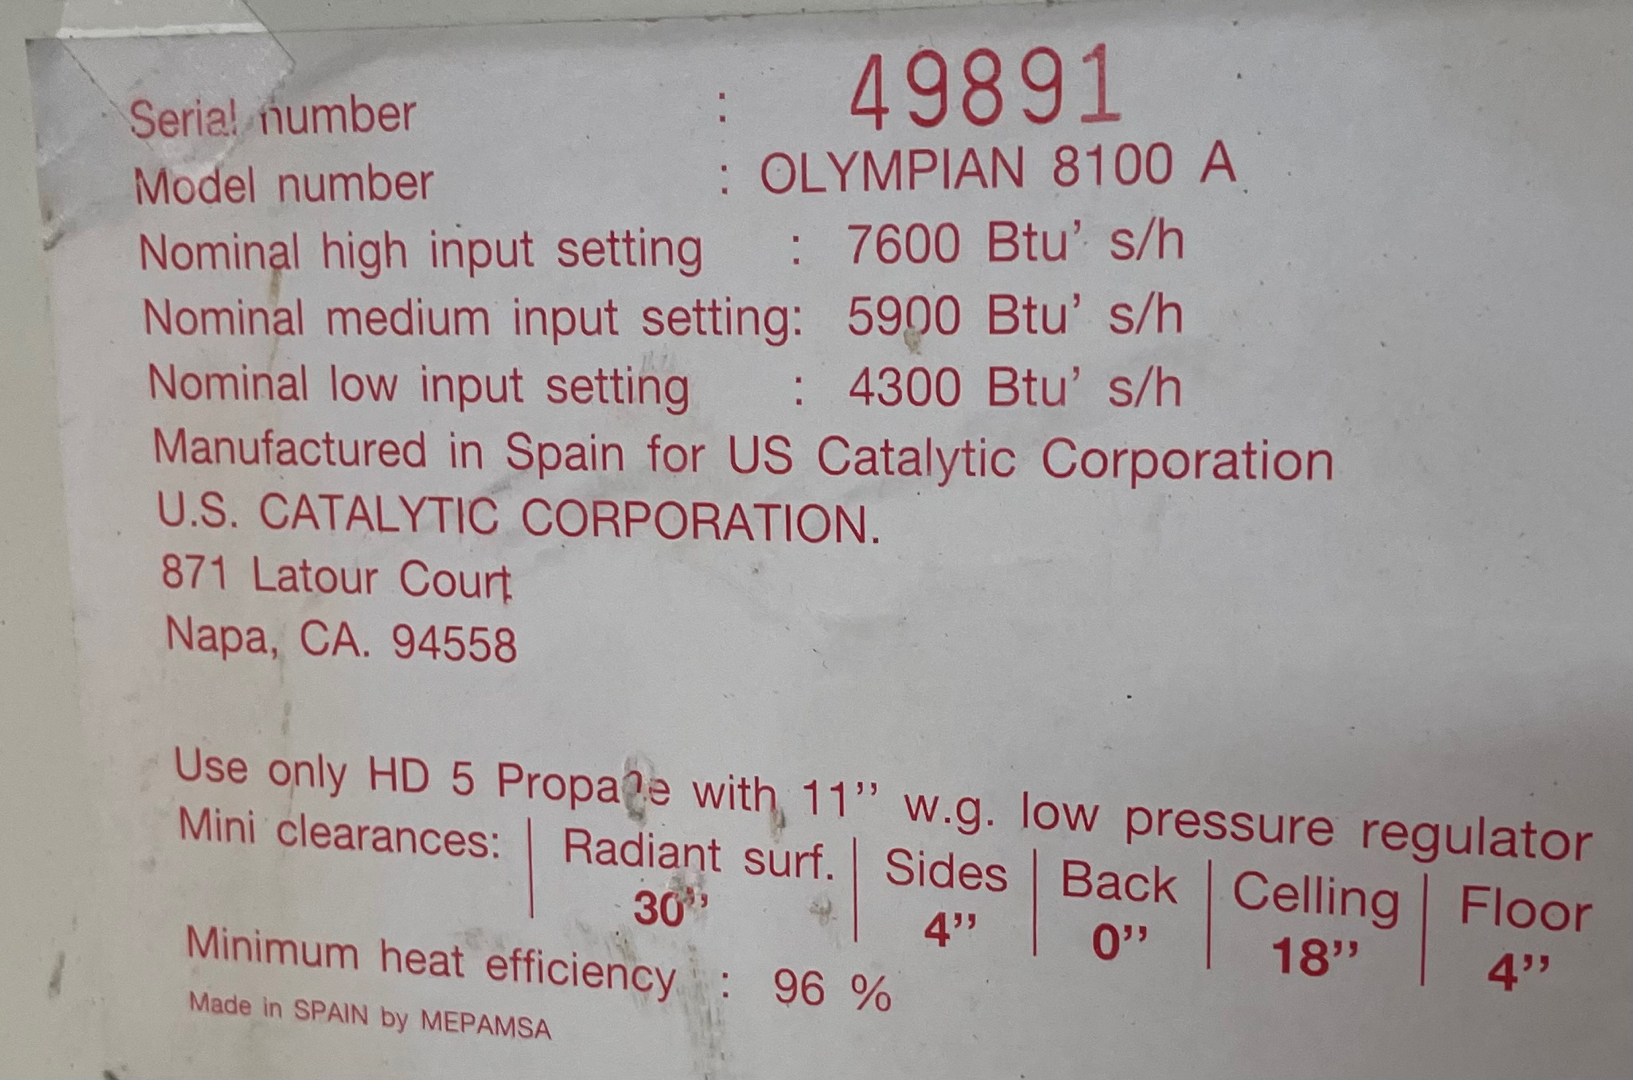 Serial number : 49891
Model number : OLYMPIAN 8100 A
Nominal high input setting : 7600 Btu' s/h
Nominal medium input setting: 5900 Btu' s/h
Nominal low input setting : 4300 Btu' s/h
Manufactured in Spain for US Catalytic Corporation
U.S. CATALYTIC CORPORATION.
871 Latour Court
Napa, CA. 94558
Use only HD 5 Propane with 11'' w.g. low pressure regulator
Mini clearances: | Radiant surf. | Sides | Back | Celling | Floor
30'' | 4'' | 0'' | 18'' | 4''
Minimum heat efficiency : 96 %
Made in SPAIN by MEPAMSA